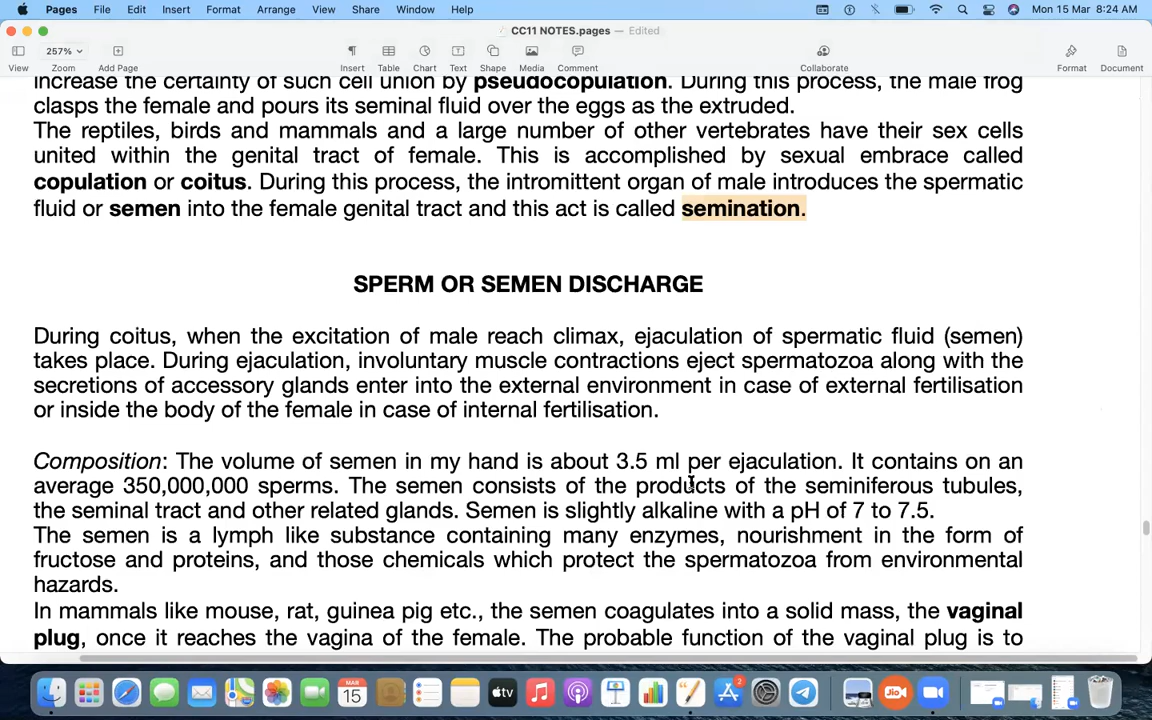 Pages File Edit Insert Format Arrange View Share Window Help Mon 15 Mar 8:24 AM
CC11 NOTES.pages — Edited
257%
View Zoom Add Page Insert Table Chart Text Shape Media Comment Collaborate Format Document
increase the certainty of such cell union by pseudocopulation. During this process, the male frog
clasps the female and pours its seminal fluid over the eggs as the extruded.
The reptiles, birds and mammals and a large number of other vertebrates have their sex cells
united within the genital tract of female. This is accomplished by sexual embrace called
copulation or coitus. During this process, the intromittent organ of male introduces the spermatic
fluid or semen into the female genital tract and this act is called semination.
SPERM OR SEMEN DISCHARGE
During coitus, when the excitation of male reach climax, ejaculation of spermatic fluid (semen)
takes place. During ejaculation, involuntary muscle contractions eject spermatozoa along with the
secretions of accessory glands enter into the external environment in case of external fertilisation
or inside the body of the female in case of internal fertilisation.
Composition: The volume of semen in my hand is about 3.5 ml per ejaculation. It contains on an
average 350,000,000 sperms. The semen consists of the products of the seminiferous tubules,
the seminal tract and other related glands. Semen is slightly alkaline with a pH of 7 to 7.5.
The semen is a lymph like substance containing many enzymes, nourishment in the form of
fructose and proteins, and those chemicals which protect the spermatozoa from environmental
hazards.
In mammals like mouse, rat, guinea pig etc., the semen coagulates into a solid mass, the vaginal
plug, once it reaches the vagina of the female. The probable function of the vaginal plug is to
MAR
15
tv
2
Jio